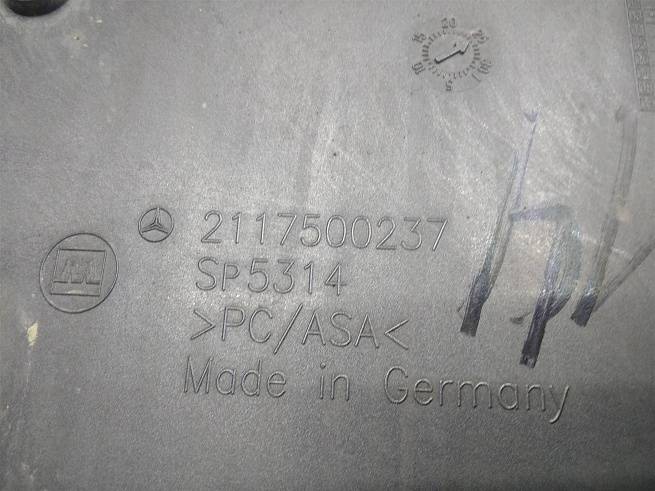 2117500237
SP5314
>PC/ASA<
Made in Germany